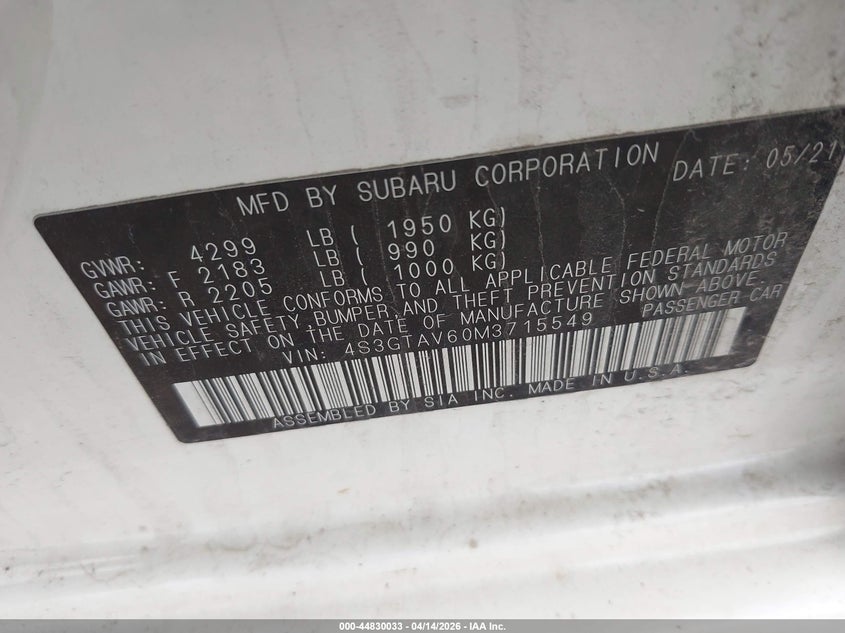 MFD BY SUBARU CORPORATION DATE: 05/21
GVWR: 4299 LB ( 1950 KG)
GAWR: F 2183 LB ( 990 KG)
GAWR: R 2205 LB ( 1000 KG)
THIS VEHICLE CONFORMS TO ALL APPLICABLE FEDERAL MOTOR
VEHICLE SAFETY, BUMPER, AND THEFT PREVENTION STANDARDS
IN EFFECT ON THE DATE OF MANUFACTURE SHOWN ABOVE
VIN: 4S3GTAV60M3715549 PASSENGER CAR
ASSEMBLED BY SIA INC. MADE IN U.S.A.
000-44830033 - 04/14/2026 - IAA Inc.